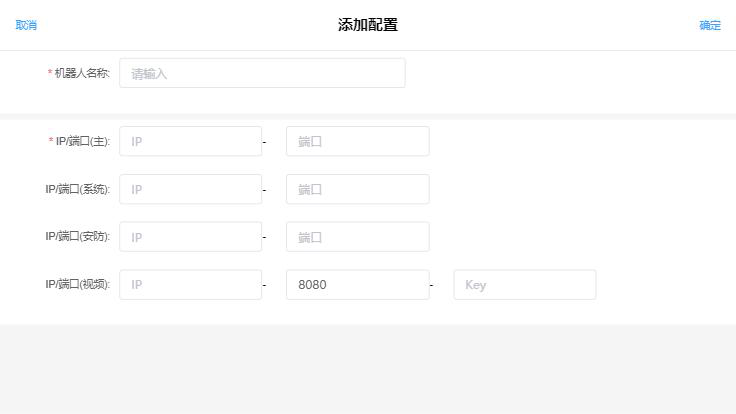 取消 添加配置 确定
* 机器人名称: 请输入
* IP/端口(主): IP - 端口
IP/端口(系统): IP - 端口
IP/端口(安防): IP - 端口
IP/端口(视频): IP - 8080 - Key